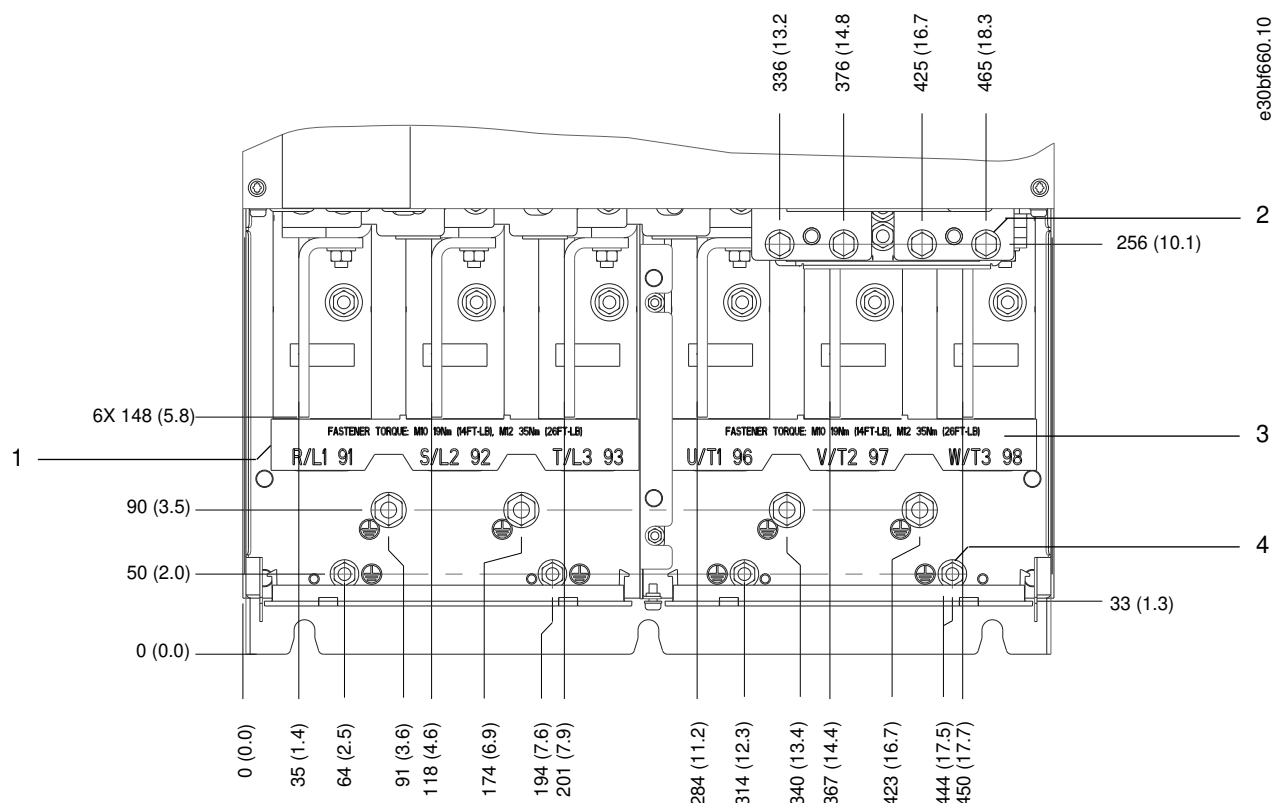 336 (13.2
376 (14.8
425 (16.7
465 (18.3
e30bf660.10
2
256 (10.1)
6X 148 (5.8)
FASTENER TORQUE: M10 19Nm (14FT-LB), M12 35Nm (26FT-LB)
FASTENER TORQUE: M10 19Nm (14FT-LB), M12 35Nm (26FT-LB)
3
1
R/L1 91
S/L2 92
T/L3 93
U/T1 96
V/T2 97
W/T3 98
90 (3.5)
4
50 (2.0)
33 (1.3)
0 (0.0)
0 (0.0)
35 (1.4)
64 (2.5)
91 (3.6)
118 (4.6)
174 (6.9)
194 (7.6)
201 (7.9)
284 (11.2)
314 (12.3)
340 (13.4)
367 (14.4)
423 (16.7)
444 (17.5)
450 (17.7)